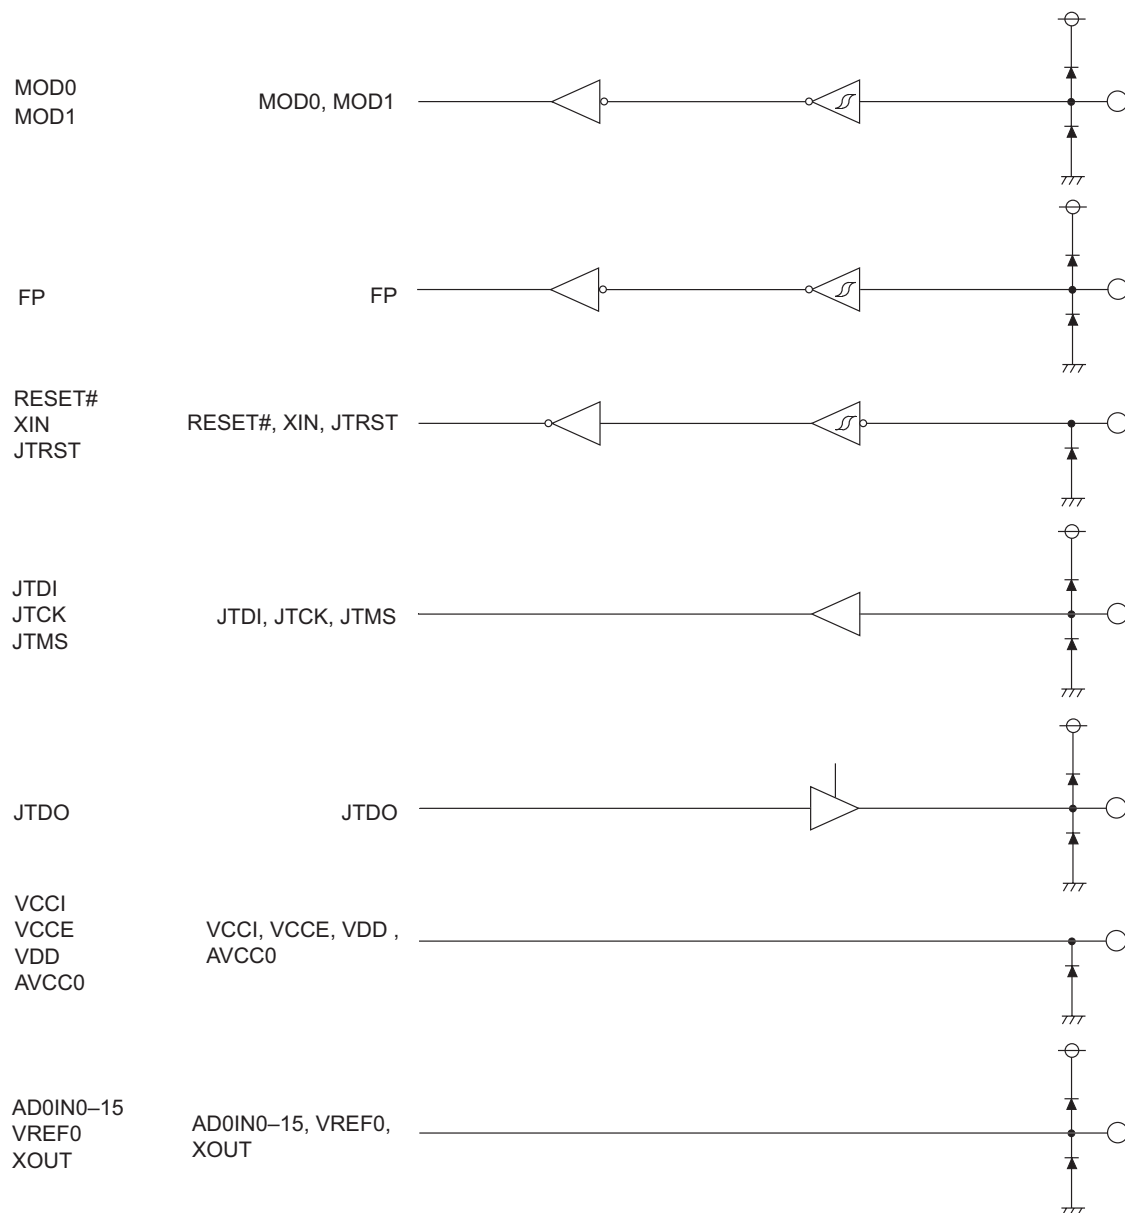 MOD0
MOD1
MOD0, MOD1
FP
FP
RESET#
XIN
JTRST
RESET#, XIN, JTRST
JTDI
JTCK
JTMS
JTDI, JTCK, JTMS
JTDO
JTDO
VCCI
VCCE
VDD
AVCC0
VCCI, VCCE, VDD ,
AVCC0
AD0IN0–15
VREF0
XOUT
AD0IN0–15, VREF0,
XOUT